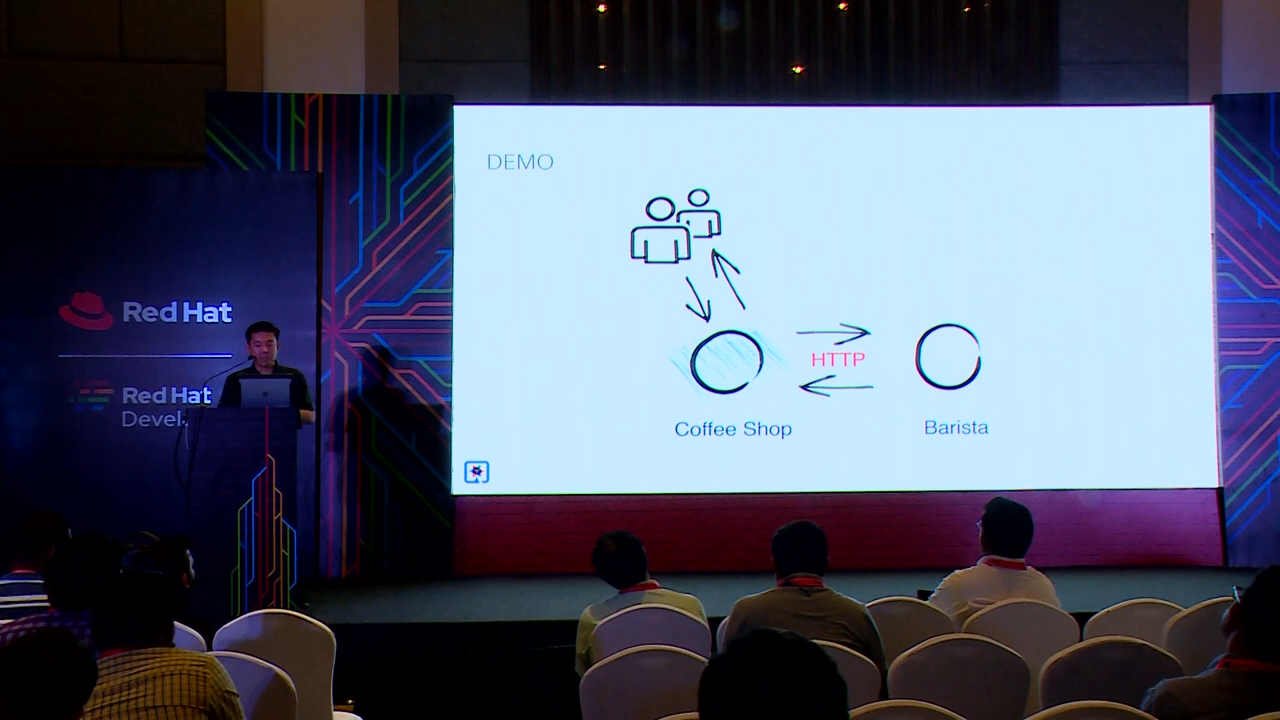 DEMO
HTTP
Coffee Shop
Barista
Red Hat
Red Hat
Devel